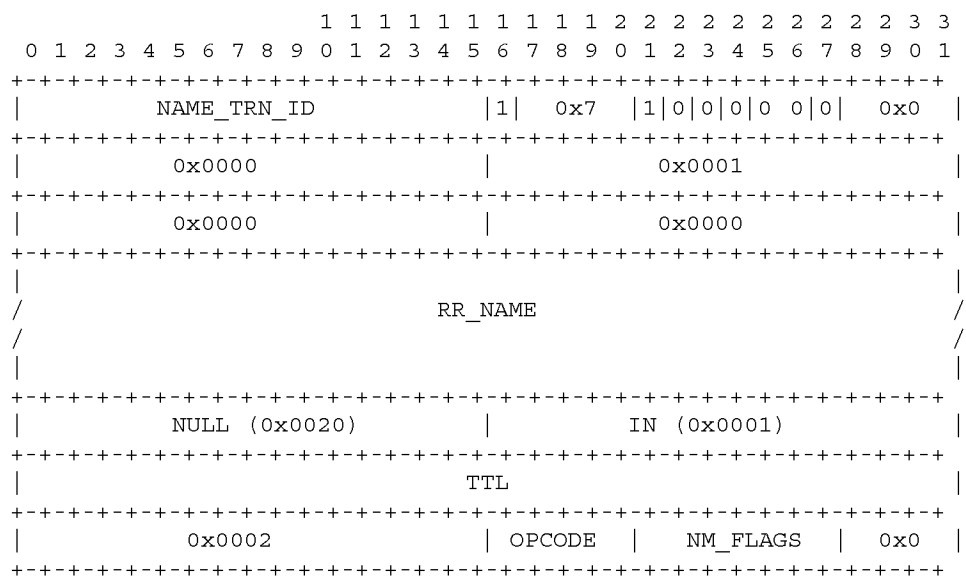 1 1 1 1 1 1 1 1 1 1 2 2 2 2 2 2 2 2 2 2 3 3
 0 1 2 3 4 5 6 7 8 9 0 1 2 3 4 5 6 7 8 9 0 1 2 3 4 5 6 7 8 9 0 1
+-+-+-+-+-+-+-+-+-+-+-+-+-+-+-+-+-+-+-+-+-+-+-+-+-+-+-+-+-+-+-+-+
|         NAME_TRN_ID           |1|  0x7  |1|0|0|0|0 0|0|  0x0  |
+-+-+-+-+-+-+-+-+-+-+-+-+-+-+-+-+-+-+-+-+-+-+-+-+-+-+-+-+-+-+-+-+
|          0x0000               |           0x0001              |
+-+-+-+-+-+-+-+-+-+-+-+-+-+-+-+-+-+-+-+-+-+-+-+-+-+-+-+-+-+-+-+-+
|          0x0000               |           0x0000              |
+-+-+-+-+-+-+-+-+-+-+-+-+-+-+-+-+-+-+-+-+-+-+-+-+-+-+-+-+-+-+-+-+
|                                                               |
/                            RR_NAME                            /
/                                                               /
|                                                               |
+-+-+-+-+-+-+-+-+-+-+-+-+-+-+-+-+-+-+-+-+-+-+-+-+-+-+-+-+-+-+-+-+
|          NULL (0x0020)        |         IN (0x0001)           |
+-+-+-+-+-+-+-+-+-+-+-+-+-+-+-+-+-+-+-+-+-+-+-+-+-+-+-+-+-+-+-+-+
|                              TTL                              |
+-+-+-+-+-+-+-+-+-+-+-+-+-+-+-+-+-+-+-+-+-+-+-+-+-+-+-+-+-+-+-+-+
|           0x0002              | OPCODE  |   NM_FLAGS  |  0x0  |
+-+-+-+-+-+-+-+-+-+-+-+-+-+-+-+-+-+-+-+-+-+-+-+-+-+-+-+-+-+-+-+-+